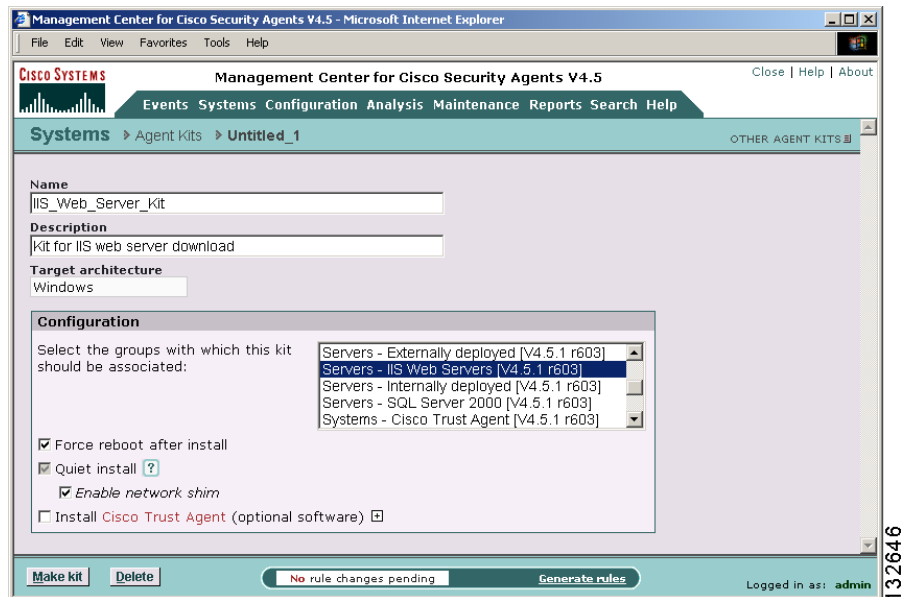 Management Center for Cisco Security Agents V4.5 - Microsoft Internet Explorer
File Edit View Favorites Tools Help
CISCO SYSTEMS
Management Center for Cisco Security Agents V4.5
Close | Help | About
Events Systems Configuration Analysis Maintenance Reports Search Help
Systems > Agent Kits > Untitled_1
OTHER AGENT KITS
Name
IIS_Web_Server_Kit
Description
Kit for IIS web server download
Target architecture
Windows
Configuration
Select the groups with which this kit
should be associated:
Servers - Externally deployed [V4.5.1 r603]
Servers - IIS Web Servers [V4.5.1 r603]
Servers - Internally deployed [V4.5.1 r603]
Servers - SQL Server 2000 [V4.5.1 r603]
Systems - Cisco Trust Agent [V4.5.1 r603]
Force reboot after install
Quiet install ?
Enable network shim
Install Cisco Trust Agent (optional software)
Make kit Delete
No rule changes pending Generate rules
Logged in as: admin
132646